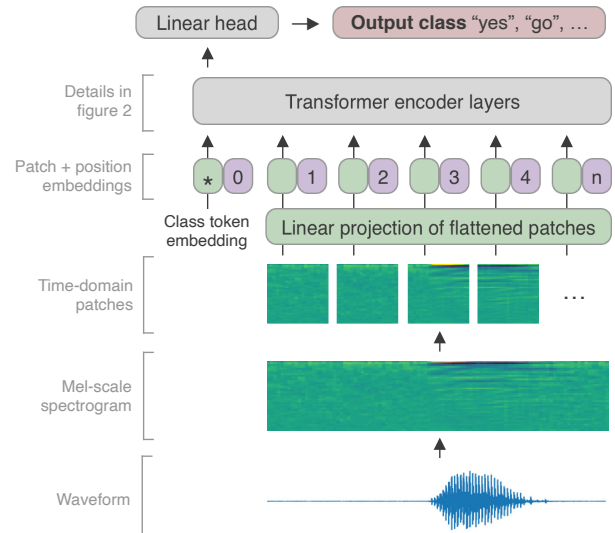 Linear head
Output class “yes”, “go”, …
Details in
figure 2
Transformer encoder layers
Patch + position
embeddings
* 0 1 2 3 4 n
Class token
embedding
Linear projection of flattened patches
Time-domain
patches
...
Mel-scale
spectrogram
Waveform